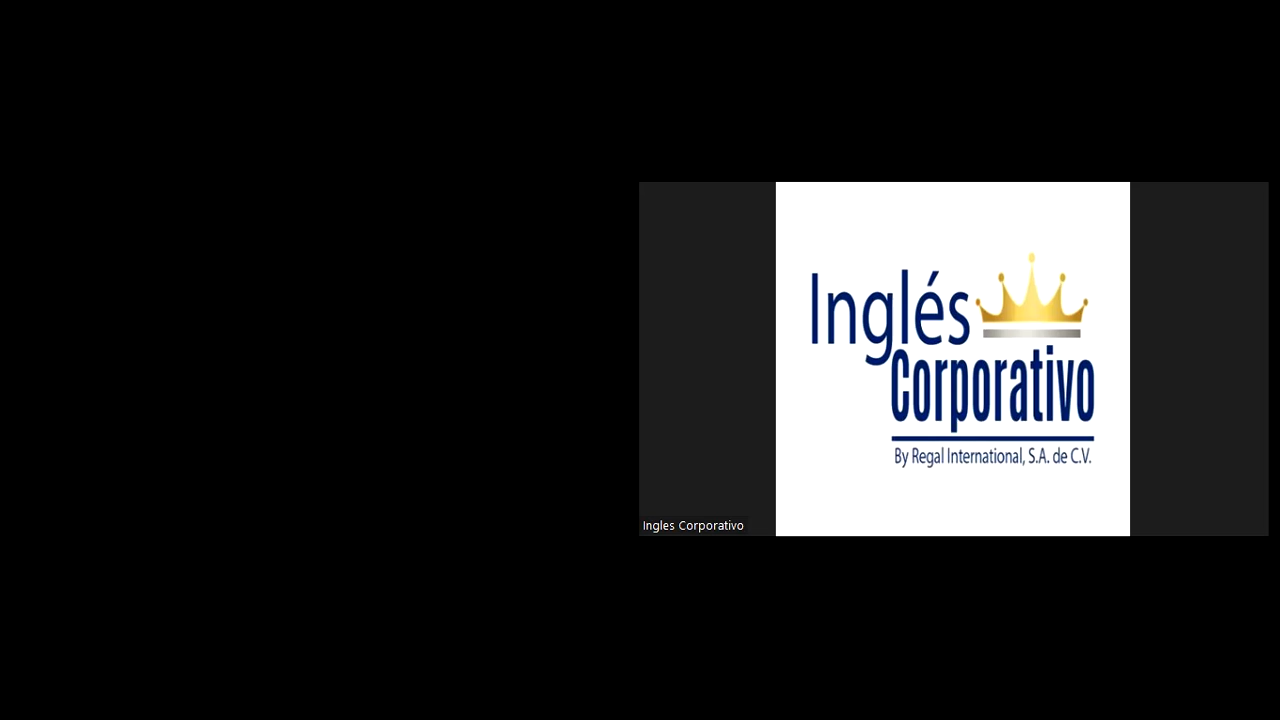 Inglés
Corporativo
By Regal International, S.A. de C.V.
Ingles Corporativo